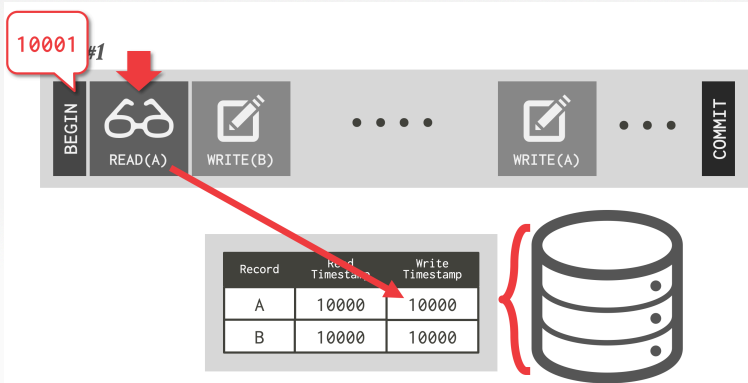 10001
#1
BEGIN
READ(A)
WRITE(B)
....
WRITE(A)
...
COMMIT
Record Read Timestamp Write Timestamp
A 10000 10000
B 10000 10000